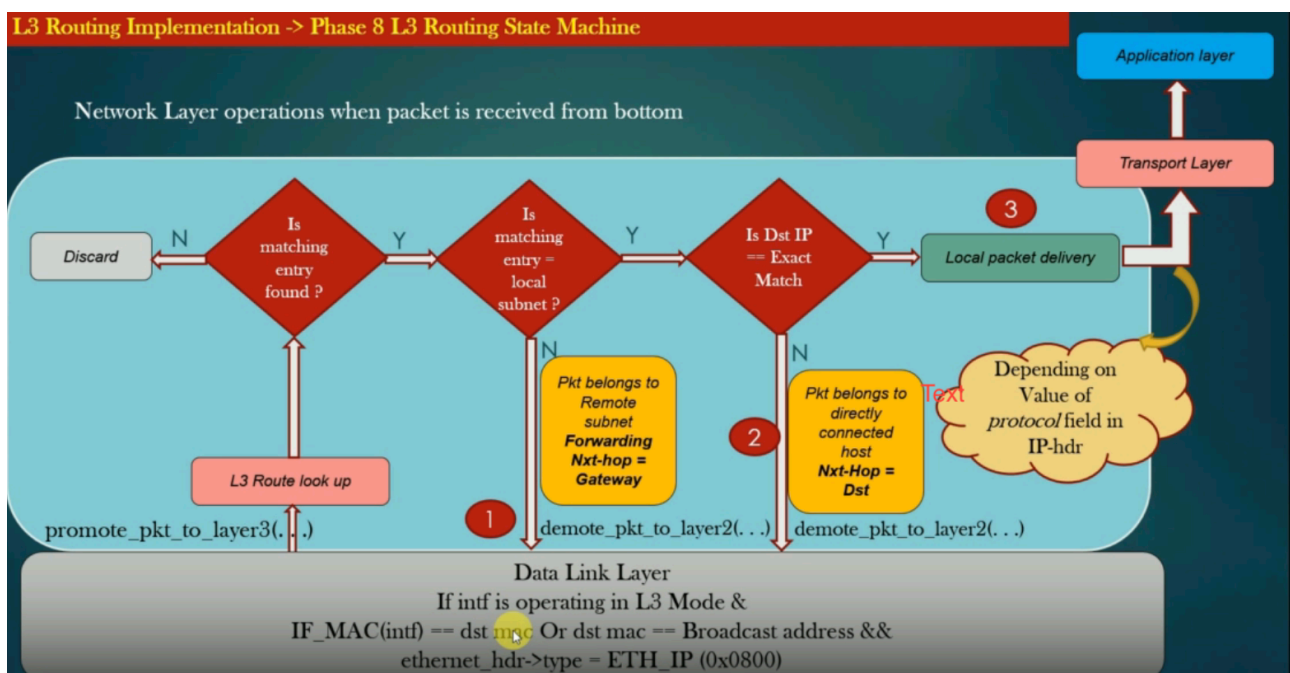 L3 Routing Implementation -> Phase 8 L3 Routing State Machine
Application layer
Network Layer operations when packet is received from bottom
Transport Layer
3
Discard
N
Is
matching
entry
found ?
Y
Is
matching
entry =
local
subnet ?
Y
Is Dst IP
== Exact
Match
Y
Local packet delivery
N
Pkt belongs to
Remote
subnet
Forwarding
Nxt-hop =
Gateway
N
2
Pkt belongs to
directly
connected
host
Nxt-Hop =
Dst
Text
Depending on
Value of
protocol field in
IP-hdr
L3 Route look up
promote_pkt_to_layer3(. . .)
1
demote_pkt_to_layer2(. . .)
demote_pkt_to_layer2(. . .)
Data Link Layer
If intf is operating in L3 Mode &
IF_MAC(intf) == dst mac Or dst mac == Broadcast address &&
ethernet_hdr->type = ETH_IP (0x0800)